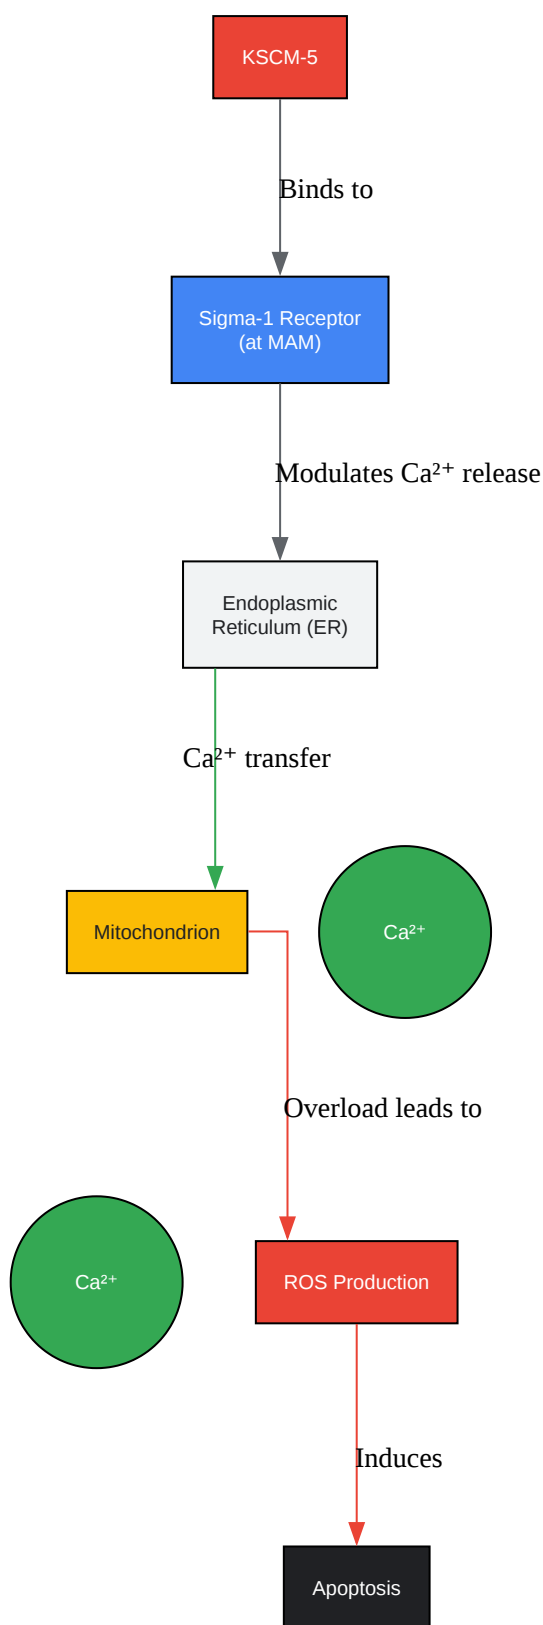 KSCM-5
Binds to
Sigma-1 Receptor
(at MAM)
Modulates Ca²⁺ release
Endoplasmic
Reticulum (ER)
Ca²⁺ transfer
Mitochondrion
Ca²⁺
Overload leads to
Ca²⁺
ROS Production
Induces
Apoptosis